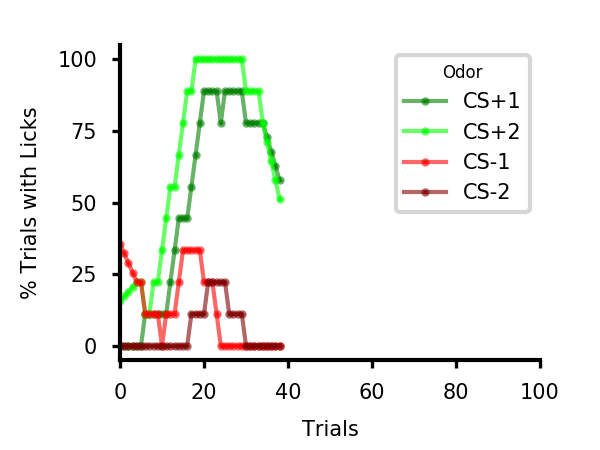 % Trials with Licks
100
75
50
25
0
0 20 40 60 80 100
Trials
Odor
CS+1
CS+2
CS-1
CS-2